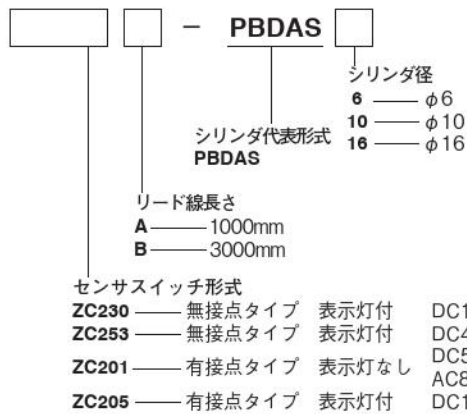 － PBDAS
シリンダ径
6 —— φ6
10 —— φ10
16 —— φ16
シリンダ代表形式
PBDAS
リード線長さ
A —— 1000mm
B —— 3000mm
センサスイッチ形式
ZC230 —— 無接点タイプ 表示灯付 DC1
ZC253 —— 無接点タイプ 表示灯付 DC4
ZC201 —— 有接点タイプ 表示灯なし DC5
AC8
ZC205 —— 有接点タイプ 表示灯付 DC1